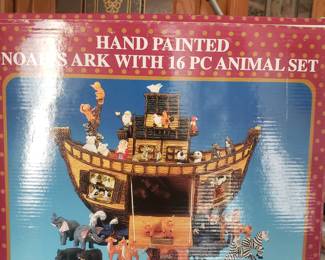 HAND PAINTED
NOAH'S ARK WITH 16 PC ANIMAL SET